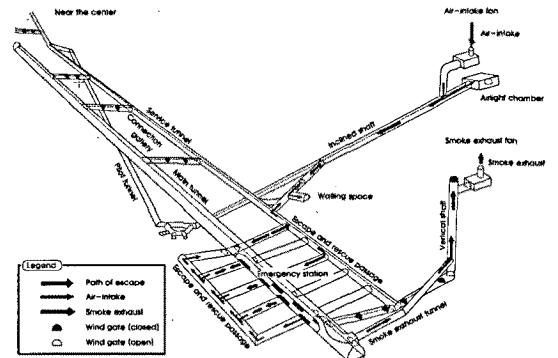 Near the center
Air-intake fan
Air-intake
Airtight chamber
Service tunnel
Connection gallery
Inclined shaft
Smoke exhaust fan
Smoke exhaust
Main tunnel
Pilot tunnel
Waiting space
Vertical shaft
Escape and rescue passage
Emergency station
Escape and rescue passage
Smoke exhaust tunnel
Legend
Path of escape
Air-intake
Smoke exhaust
Wind gate (closed)
Wind gate (open)